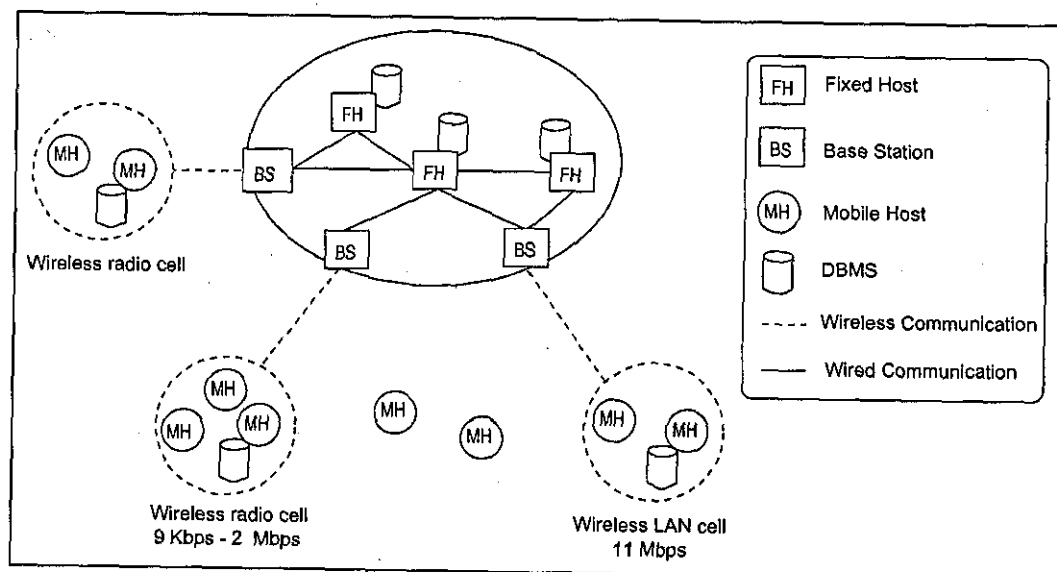 FH
FH
FH
BS
BS
BS
MH
MH
Wireless radio cell
MH
MH
MH
Wireless radio cell
9 Kbps - 2 Mbps
MH
MH
MH
MH
Wireless LAN cell
11 Mbps
FH Fixed Host
BS Base Station
MH Mobile Host
DBMS
Wireless Communication
Wired Communication